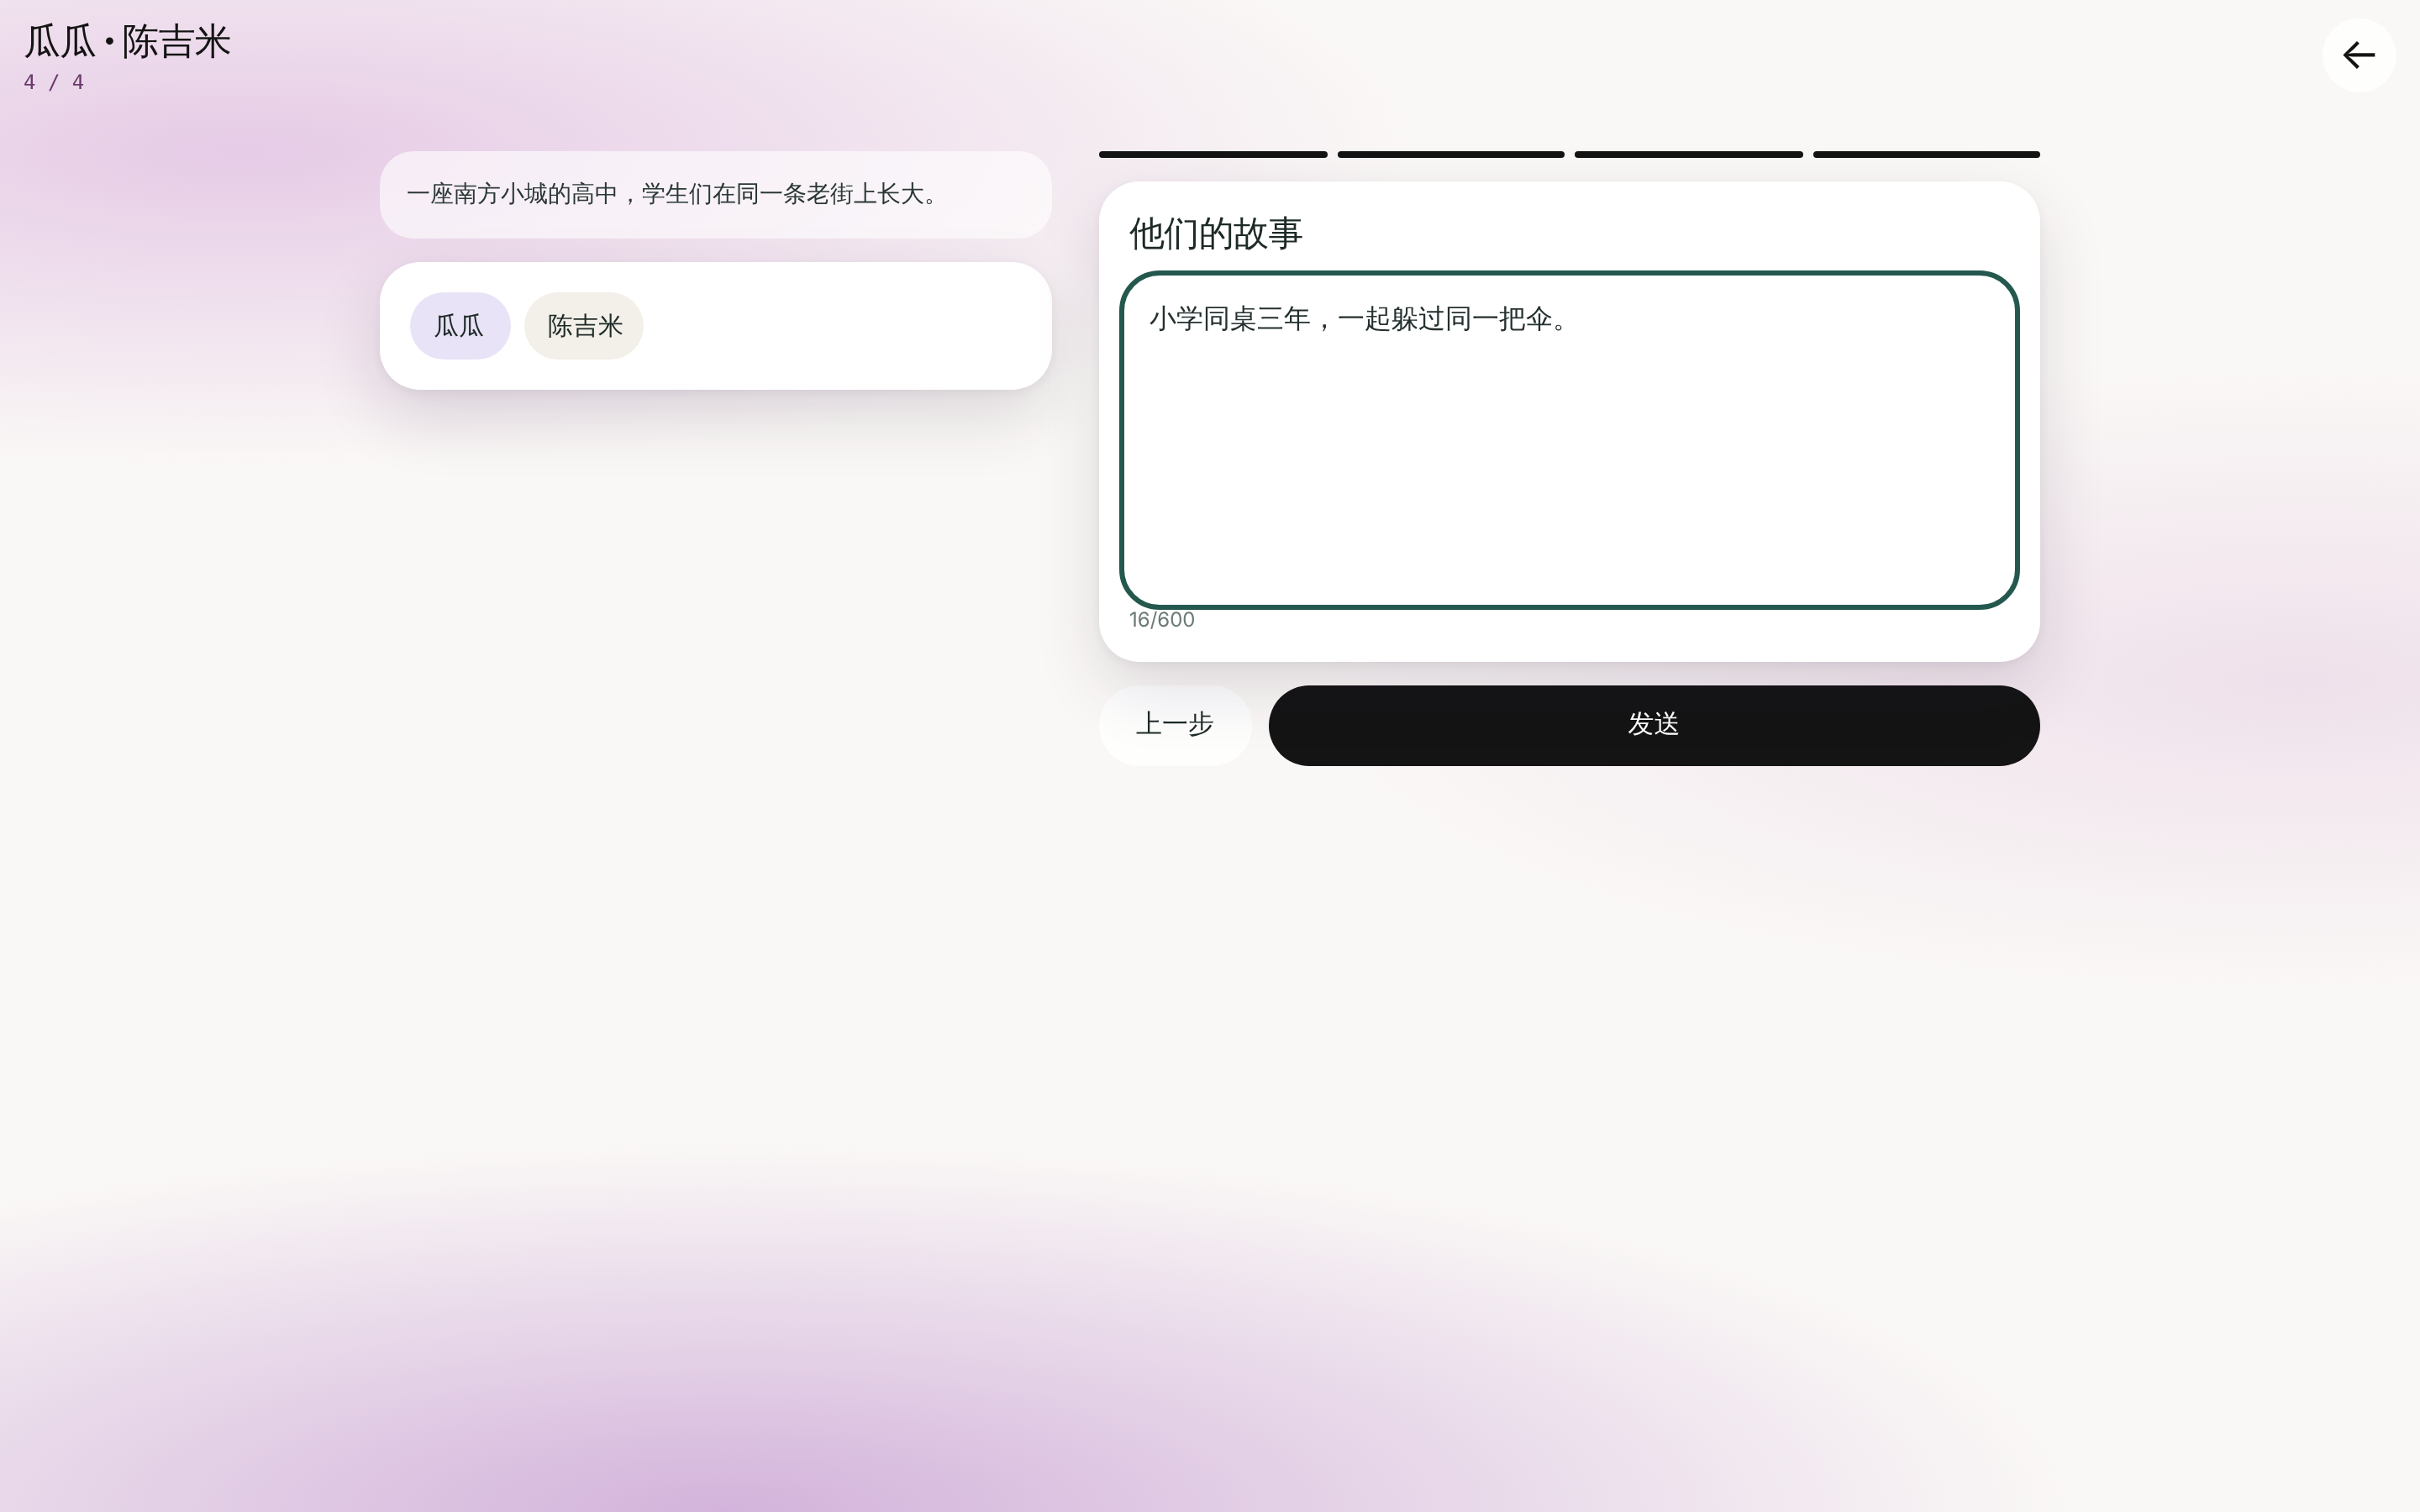 瓜瓜·陈吉米
4 / 4
一座南方小城的高中，学生们在同一条老街上长大。
瓜瓜
陈吉米
他们的故事
小学同桌三年，一起躲过同一把伞。
16/600
上一步
发送